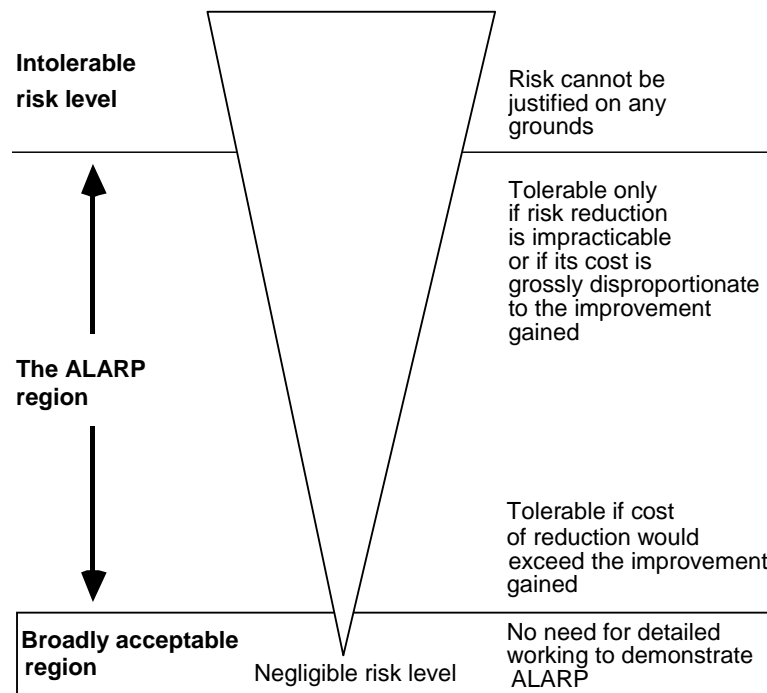 Intolerable
risk level
Risk cannot be
justified on any
grounds
Tolerable only
if risk reduction
is impracticable
or if its cost is
grossly disproportionate
to the improvement
gained
The ALARP
region
Tolerable if cost
of reduction would
exceed the improvement
gained
Broadly acceptable
region
Negligible risk level
No need for detailed
working to demonstrate
ALARP